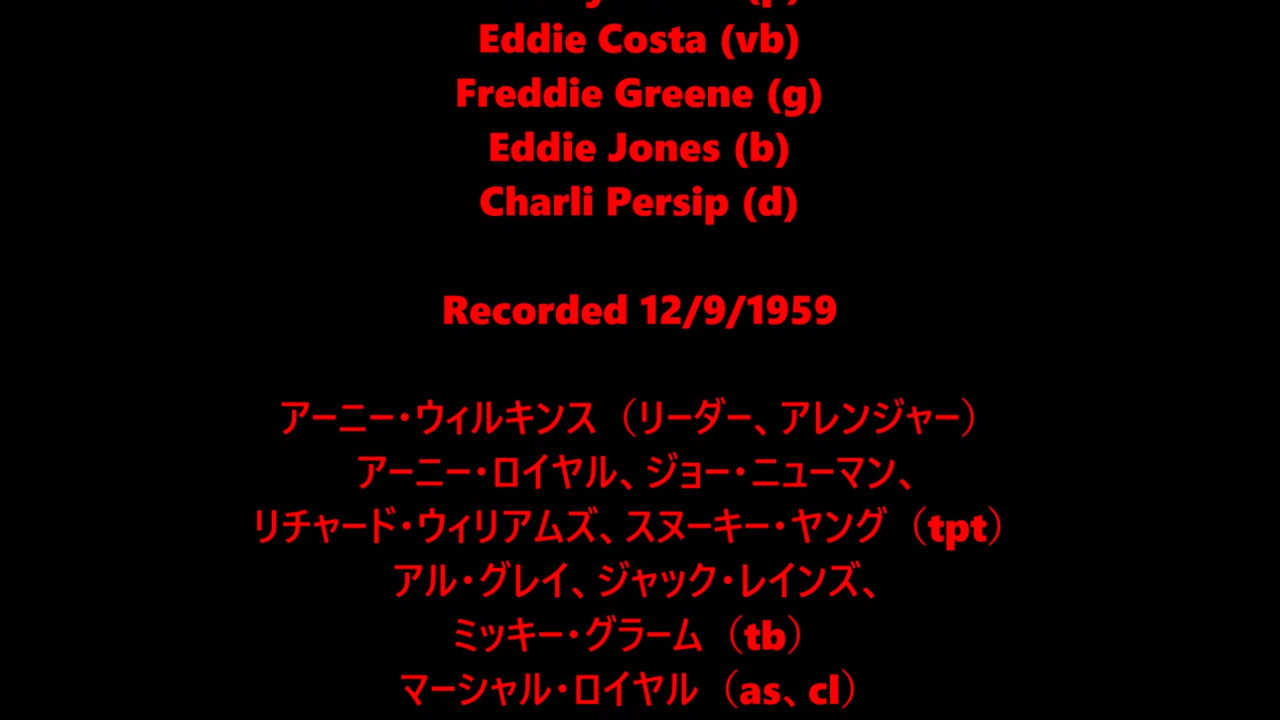 Eddie Costa (vb)
Freddie Greene (g)
Eddie Jones (b)
Charli Persip (d)
Recorded 12/9/1959
アーニー・ウィルキンス（リーダー、アレンジャー）
アーニー・ロイヤル、ジョー・ニューマン、
リチャード・ウィリアムズ、スヌーキー・ヤング（tpt）
アル・グレイ、ジャック・レインズ、
ミッキー・グラーム（tb）
マーシャル・ロイヤル（as、cl）